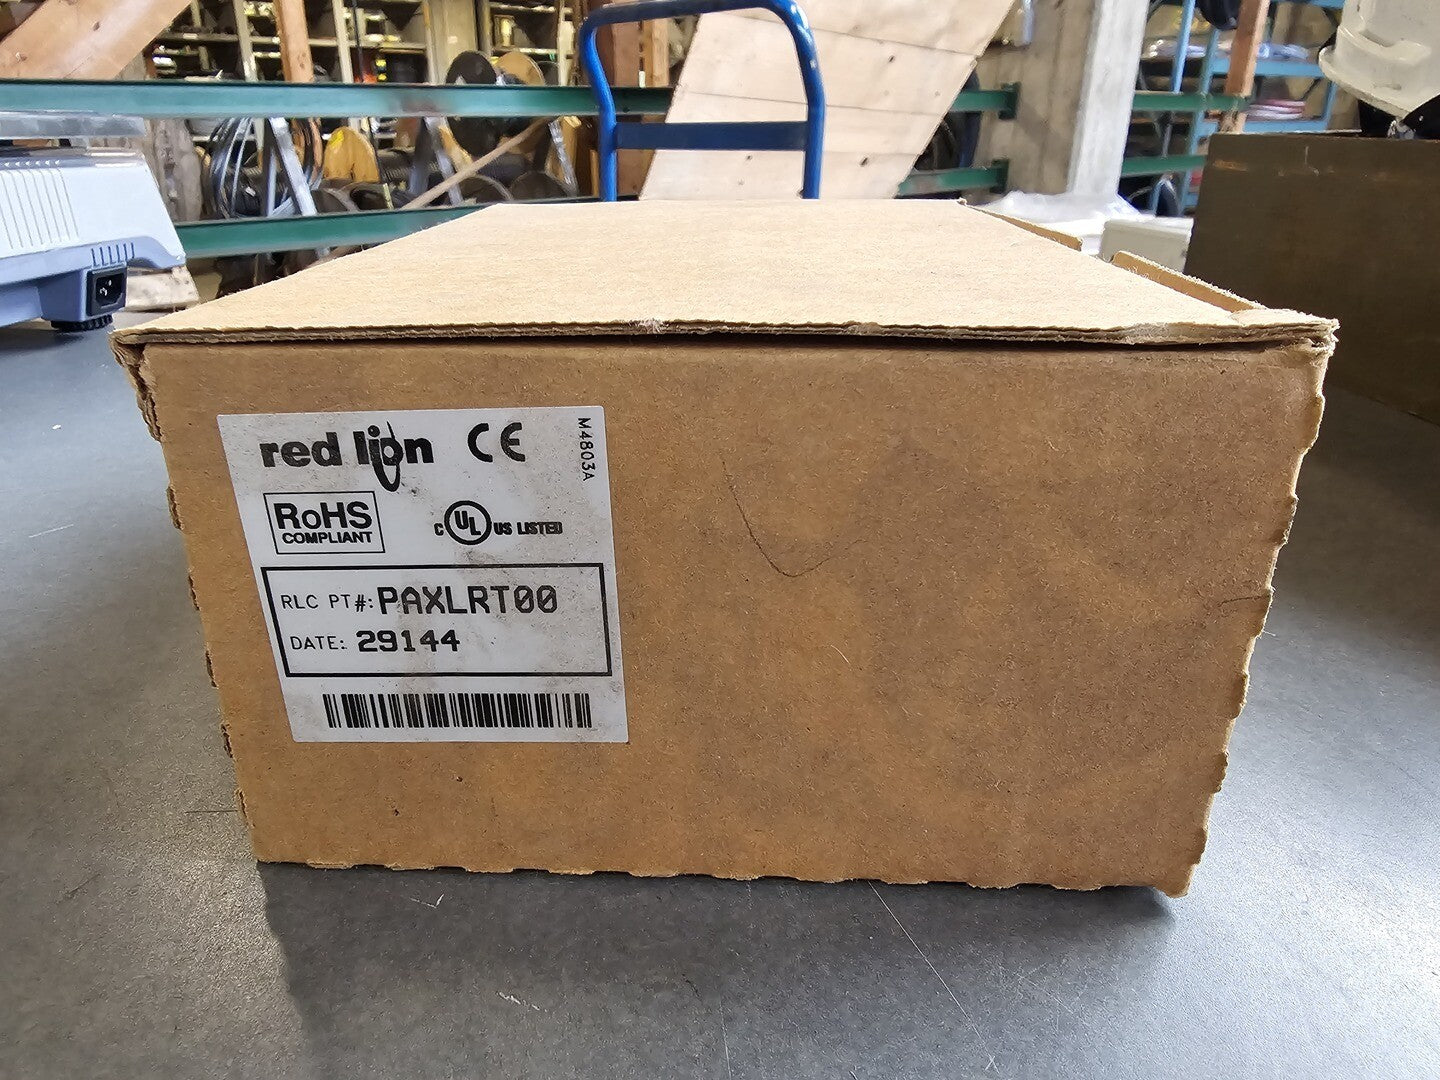 red lion CE
M4803A
RoHS
COMPLIANT
C UL US LISTED
RLC PT#: PAXLRT00
DATE: 29144